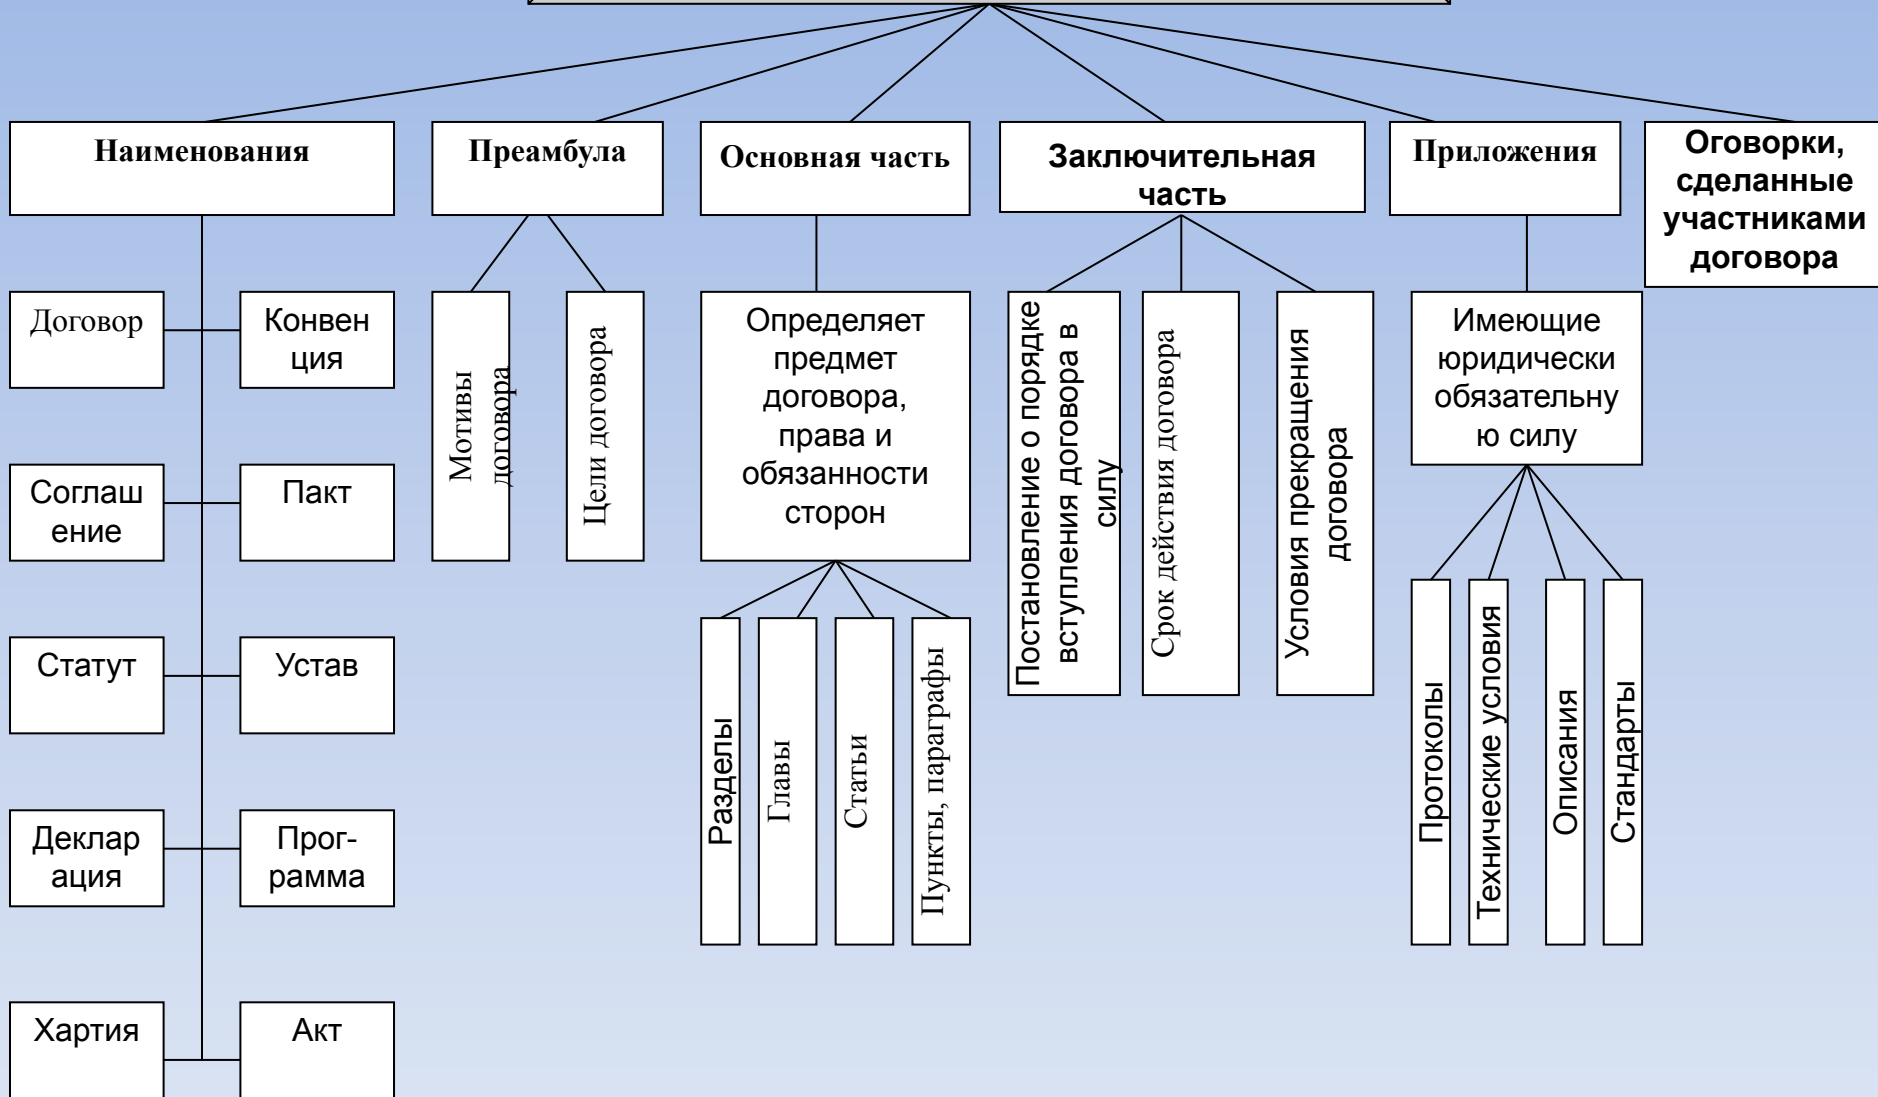 Наименования
Преамбула
Основная часть
Заключительная
часть
Приложения
Оговорки,
сделанные
участниками
договора
Договор
Конвен
ция
Соглаш
ение
Пакт
Статут
Устав
Деклар
ация
Прог-
рамма
Хартия
Акт
Мотивы
договора
Цели договора
Определяет
предмет
договора,
права и
обязанности
сторон
Разделы
Главы
Статьи
Пункты, параграфы
Постановление о порядке
вступления договора в
силу
Срок действия договора
Условия прекращения
договора
Имеющие
юридически
обязательну
ю силу
Протоколы
Технические условия
Описания
Стандарты